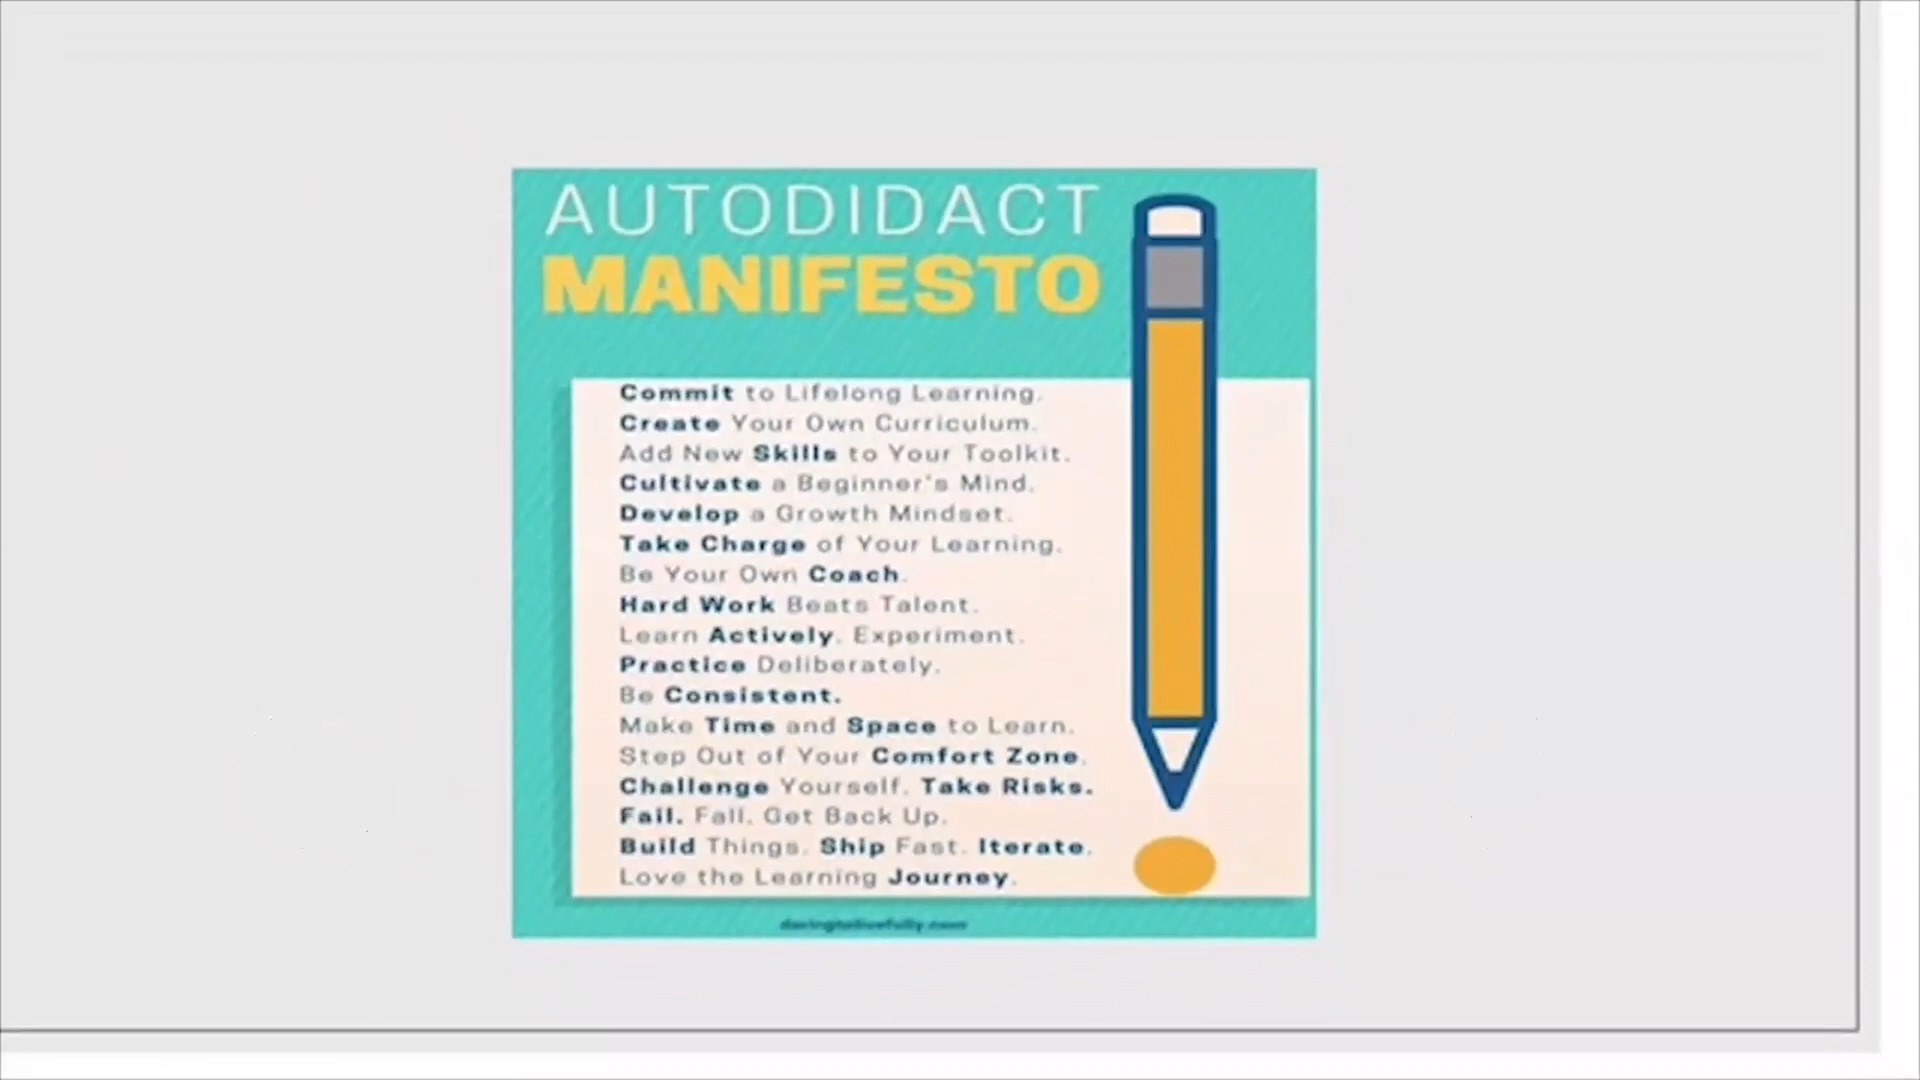 AUTODIDACT
MANIFESTO
Commit to Lifelong Learning.
Create Your Own Curriculum.
Add New Skills to Your Toolkit.
Cultivate a Beginner's Mind.
Develop a Growth Mindset.
Take Charge of Your Learning.
Be Your Own Coach.
Hard Work Beats Talent.
Learn Actively. Experiment.
Practice Deliberately.
Be Consistent.
Make Time and Space to Learn.
Step Out of Your Comfort Zone.
Challenge Yourself. Take Risks.
Fail. Fall. Get Back Up.
Build Things. Ship Fast. Iterate.
Love the Learning Journey.
daringtolivefully.com